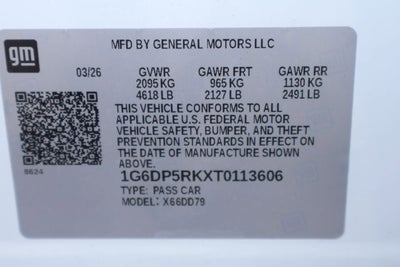 gm
MFD BY GENERAL MOTORS LLC
03/26 GVWR GAWR FRT GAWR RR
2095 KG 965 KG 1130 KG
4618 LB 2127 LB 2491 LB
THIS VEHICLE CONFORMS TO ALL
APPLICABLE U.S. FEDERAL MOTOR
VEHICLE SAFETY, BUMPER, AND THEFT
PREVENTION STANDARDS IN EFFECT ON
THE DATE OF MANUFACTURE SHOWN
ABOVE.
8624
1G6DP5RKXT0113606
TYPE: PASS CAR
MODEL: X66DD79